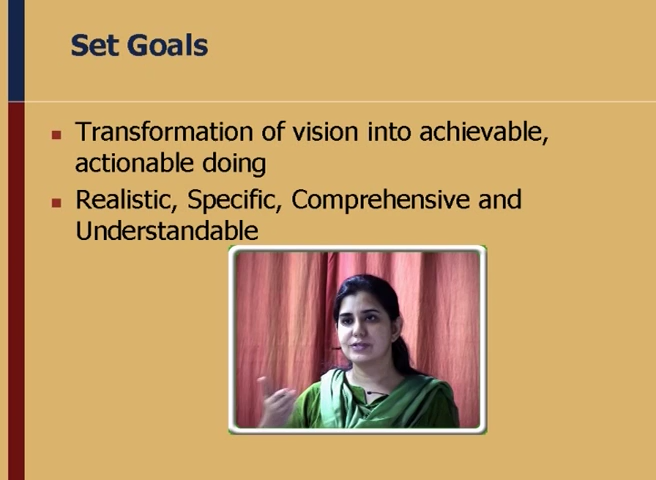 Set Goals
Transformation of vision into achievable,
actionable doing
Realistic, Specific, Comprehensive and
Understandable